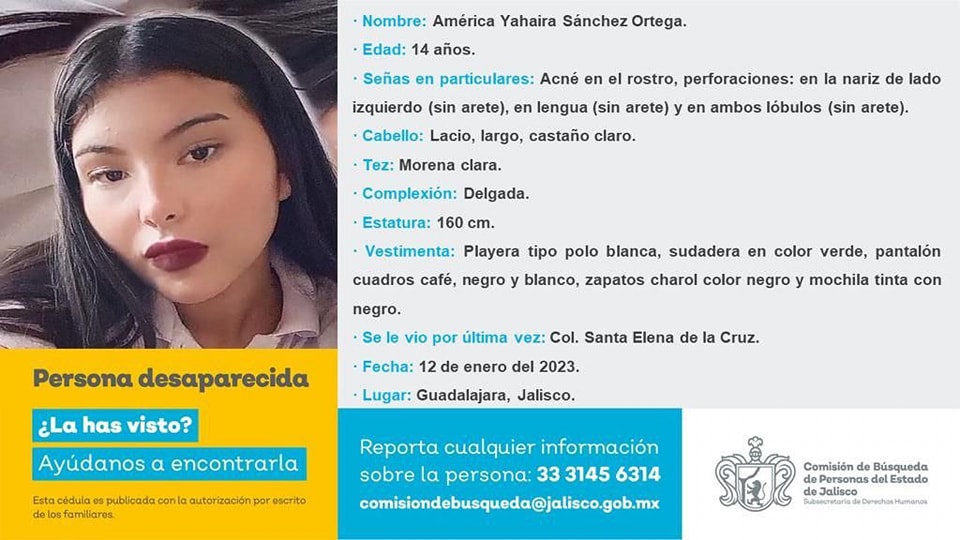 · Nombre: América Yahaira Sánchez Ortega.
· Edad: 14 años.
· Señas en particulares: Acné en el rostro, perforaciones: en la nariz de lado
izquierdo (sin arete), en lengua (sin arete) y en ambos lóbulos (sin arete).
· Cabello: Lacio, largo, castaño claro.
· Tez: Morena clara.
· Complexión: Delgada.
· Estatura: 160 cm.
· Vestimenta: Playera tipo polo blanca, sudadera en color verde, pantalón
cuadros café, negro y blanco, zapatos charol color negro y mochila tinta con
negro.
· Se le vio por última vez: Col. Santa Elena de la Cruz.
· Fecha: 12 de enero del 2023.
· Lugar: Guadalajara, Jalisco.
Persona desaparecida
¿La has visto?
Ayúdanos a encontrarla
Esta cédula es publicada con la autorización por escrito
de los familiares.
Reporta cualquier información
sobre la persona: 33 3145 6314
comisiondebusqueda@jalisco.gob.mx
Comisión de Búsqueda
de Personas del Estado
de Jalisco
Subsecretaría de Derechos Humanos